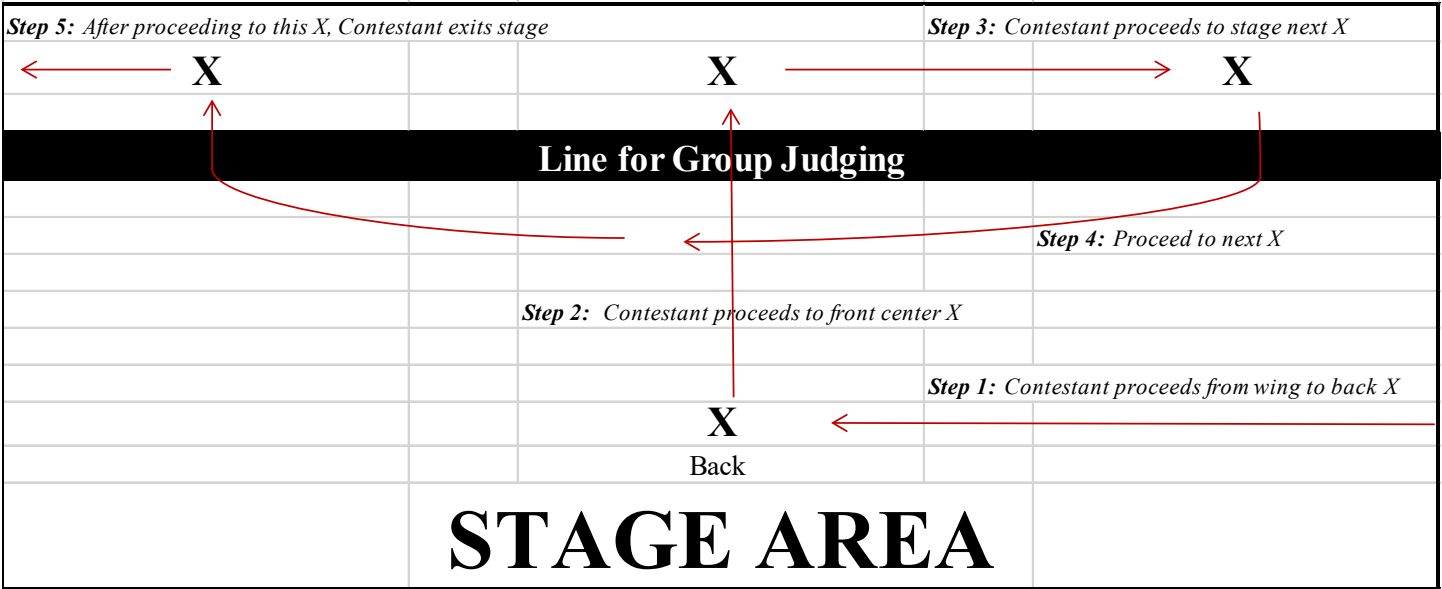 Step 5: After proceeding to this X, Contestant exits stage
Step 3: Contestant proceeds to stage next X
X
X
X
Line for Group Judging
Step 4: Proceed to next X
Step 2: Contestant proceeds to front center X
Step 1: Contestant proceeds from wing to back X
X
Back
STAGE AREA